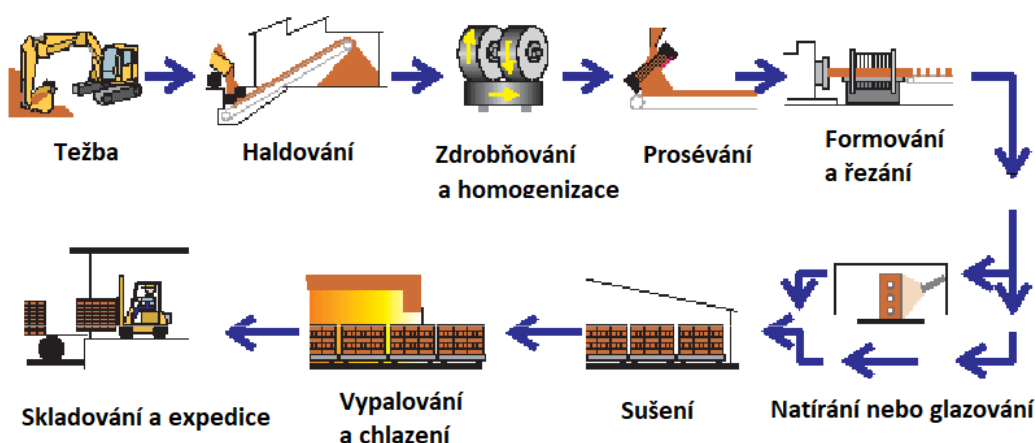 Težba
Haldování
Zdrobňování
a homogenizace
Prosévání
Formování
a řezání
Skladování a expedice
Vypalování
a chlazení
Sušení
Natírání nebo glazování